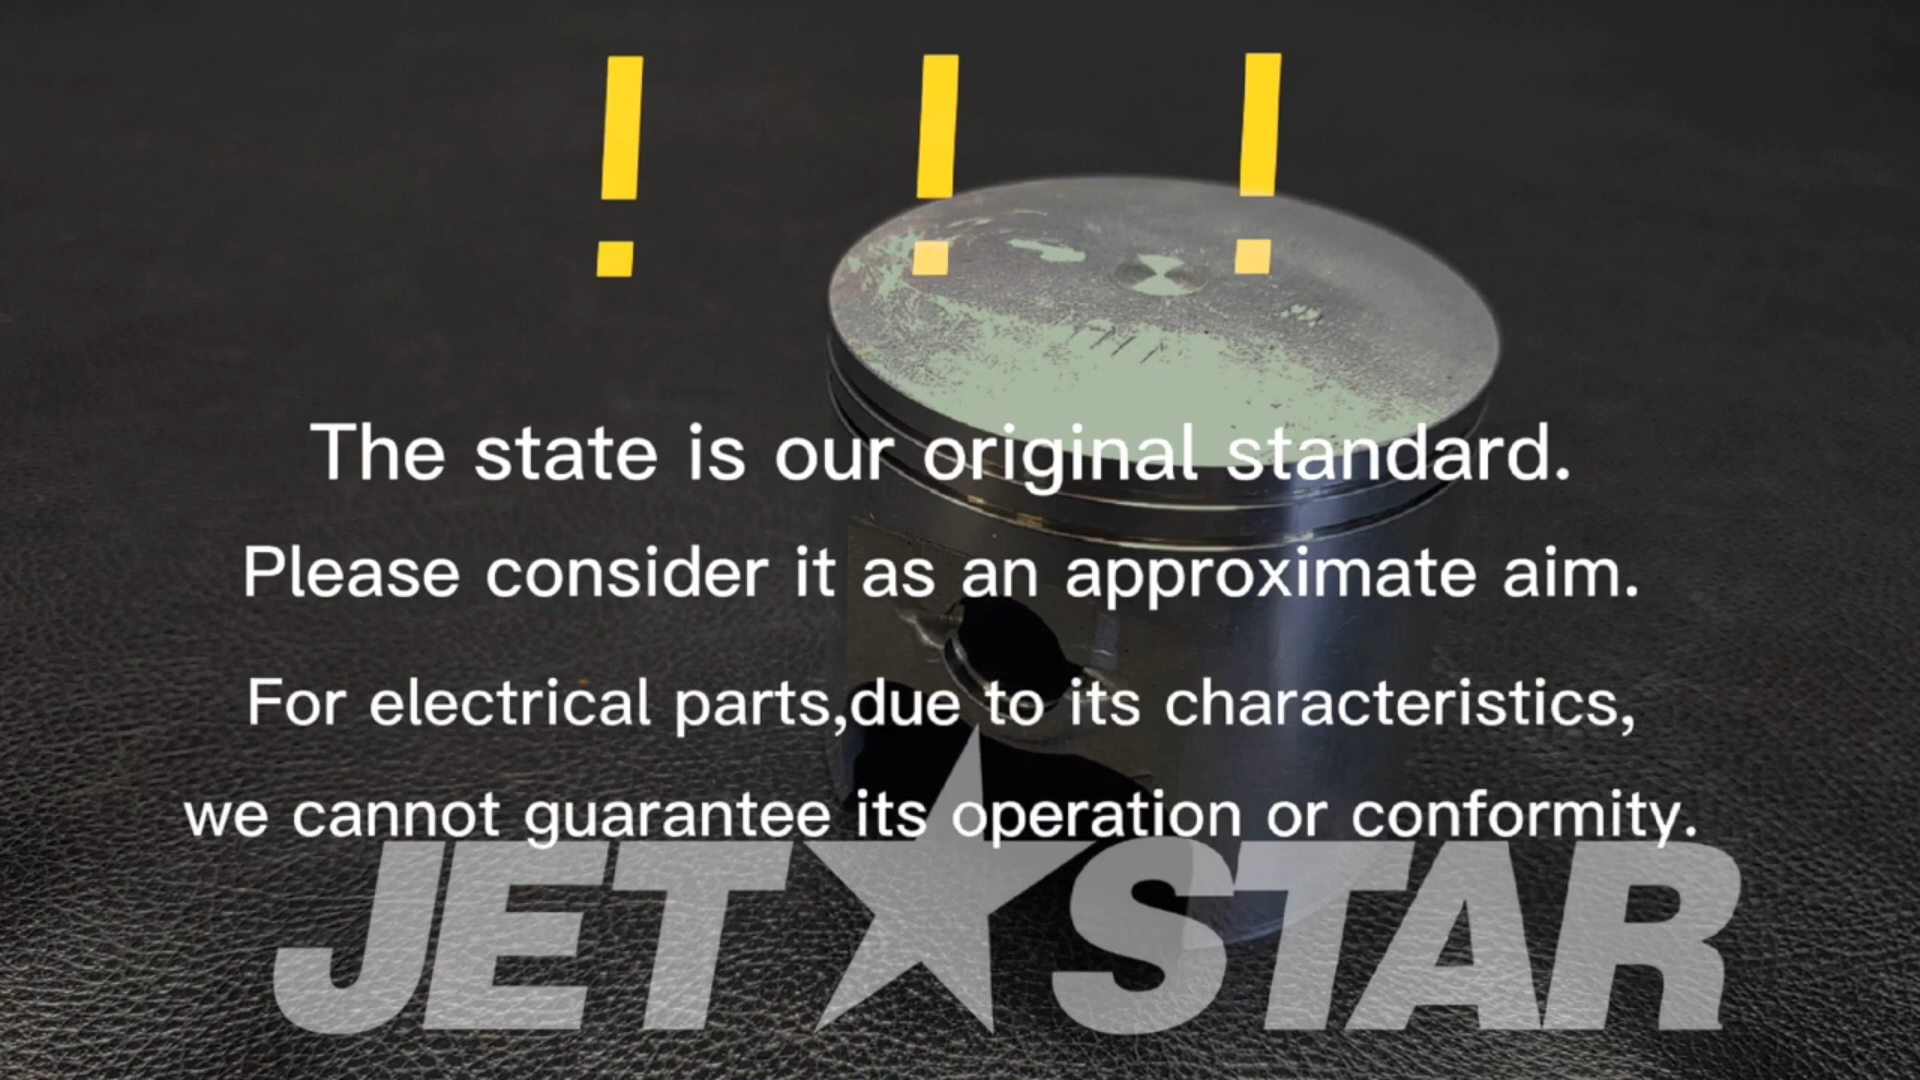 ! ! !
The state is our original standard.
Please consider it as an approximate aim.
For electrical parts,due to its characteristics,
we cannot guarantee its operation or conformity.
JET★STAR